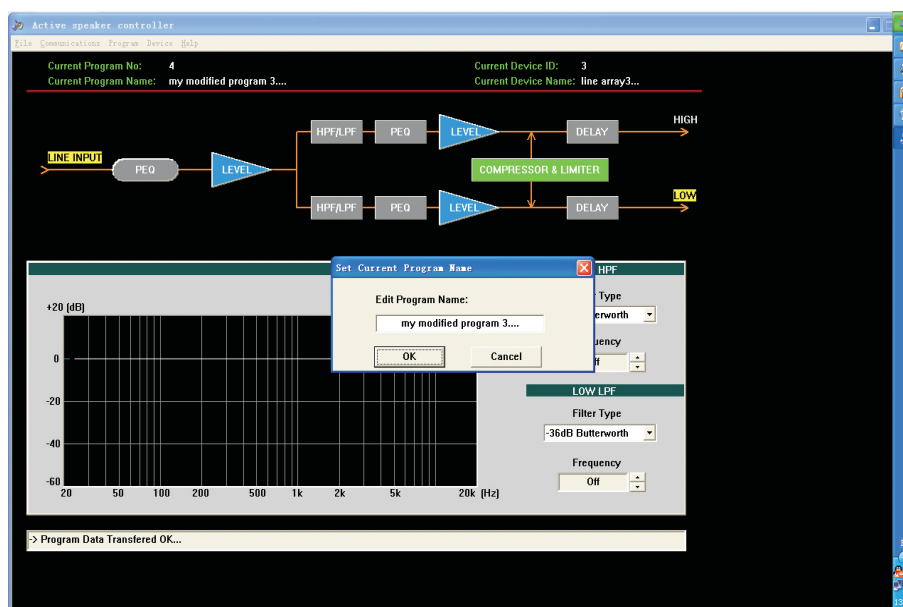 Active speaker controller
File Communications Program Device Help
Current Program No: 4
Current Device ID: 3
Current Program Name: my modified program 3....
Current Device Name: line array3...
HIGH
HPF/LPF PEQ LEVEL DELAY
LINE INPUT
PEQ LEVEL COMPRESSOR & LIMITER
LOW
HPF/LPF PEQ LEVEL DELAY
Set Current Program Name
Edit Program Name:
my modified program 3....
OK Cancel
HPF
Type
erworth
uency
ff
LOW LPF
Filter Type
-36dB Butterworth
Frequency
Off
+20 (dB)
0
-20
-40
-60
20 50 100 200 500 1k 2k 5k 20k (Hz)
-> Program Data Transfered OK...